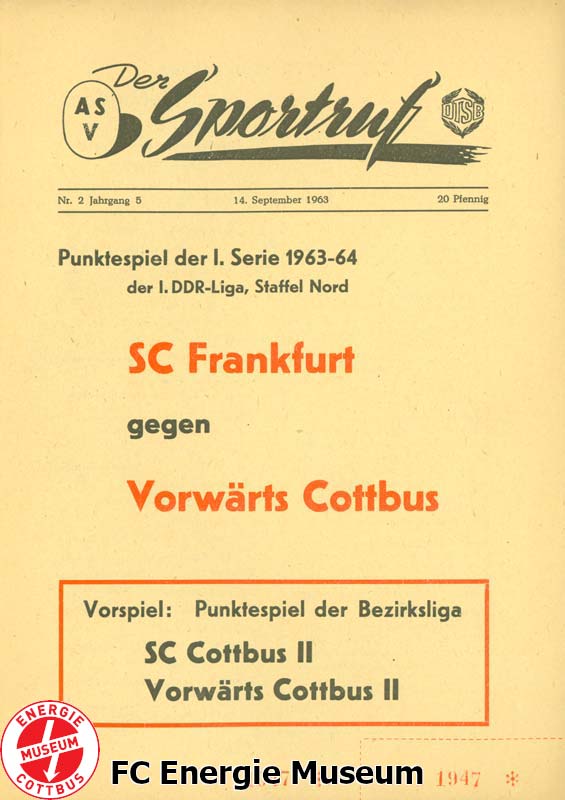 Der
ASV
Sportruf
DTSB
Nr. 2 Jahrgang 5 14. September 1963 20 Pfennig
Punktespiel der I. Serie 1963-64
der I. DDR-Liga, Staffel Nord
SC Frankfurt
gegen
Vorwärts Cottbus
Vorspiel: Punktespiel der Bezirksliga
SC Cottbus II
Vorwärts Cottbus II
ENERGIE
MUSEUM
COTTBUS
FC Energie Museum
1947 *